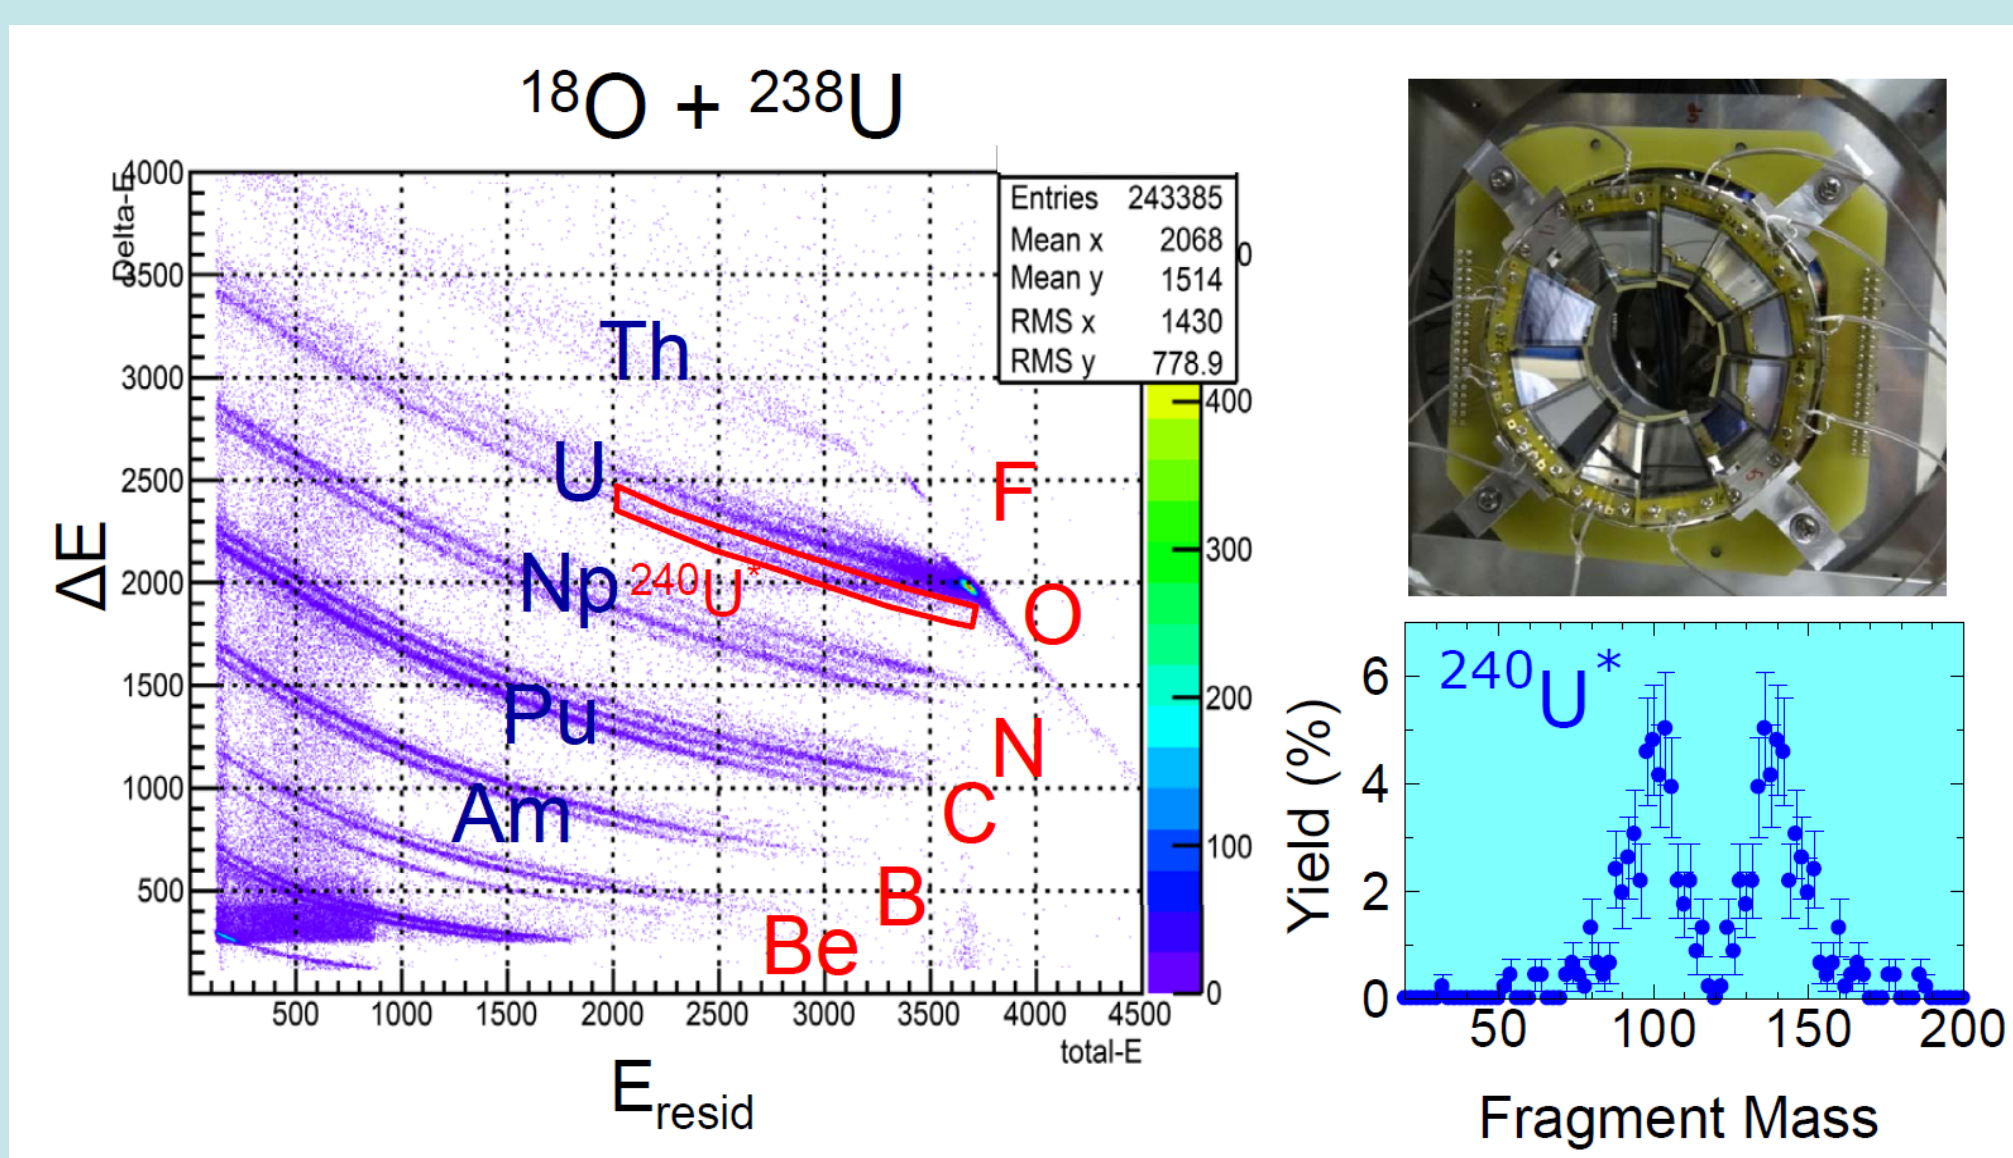 ¹⁸O + ²³⁸U
Delta-E
4000
3500
3000
2500
2000
1500
1000
500
ΔE
500 1000 1500 2000 2500 3000 3500 4000 4500
total-E
E_resid
Entries 243385
Mean x 2068
Mean y 1514
RMS x 1430
RMS y 778.9
0
400
300
200
100
0
Th
U
Np
²⁴⁰U*
Pu
Am
F
O
N
C
B
Be
²⁴⁰U*
Yield (%)
6
4
2
0
50 100 150 200
Fragment Mass